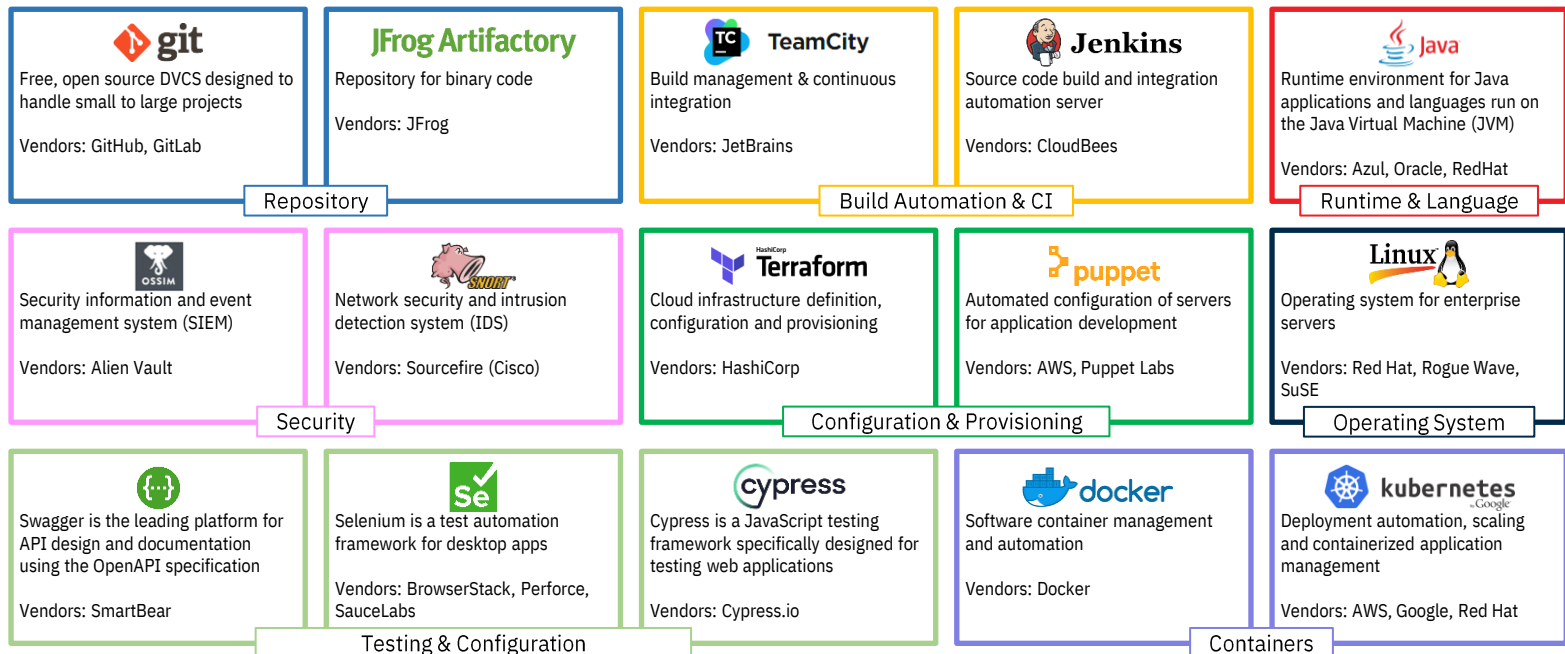 git
Free, open source DVCS designed to
handle small to large projects
Vendors: GitHub, GitLab
JFrog Artifactory
Repository for binary code
Vendors: JFrog
Repository
TC
TeamCity
Build management & continuous
integration
Vendors: JetBrains
Jenkins
Source code build and integration
automation server
Vendors: CloudBees
Build Automation & CI
Java
Runtime environment for Java
applications and languages run on
the Java Virtual Machine (JVM)
Vendors: Azul, Oracle, RedHat
Runtime & Language
OSSIM
Security information and event
management system (SIEM)
Vendors: Alien Vault
SNORT
Network security and intrusion
detection system (IDS)
Vendors: Sourcefire (Cisco)
Security
HashiCorp
Terraform
Cloud infrastructure definition,
configuration and provisioning
Vendors: HashiCorp
puppet
Automated configuration of servers
for application development
Vendors: AWS, Puppet Labs
Configuration & Provisioning
Linux
Operating system for enterprise
servers
Vendors: Red Hat, Rogue Wave,
SuSE
Operating System
{···}
Swagger is the leading platform for
API design and documentation
using the OpenAPI specification
Vendors: SmartBear
Se
Selenium is a test automation
framework for desktop apps
Vendors: BrowserStack, Perforce,
SauceLabs
cypress
Cypress is a JavaScript testing
framework specifically designed for
testing web applications
Vendors: Cypress.io
Testing & Configuration
docker
Software container management
and automation
Vendors: Docker
kubernetes
by Google
Deployment automation, scaling
and containerized application
management
Vendors: AWS, Google, Red Hat
Containers